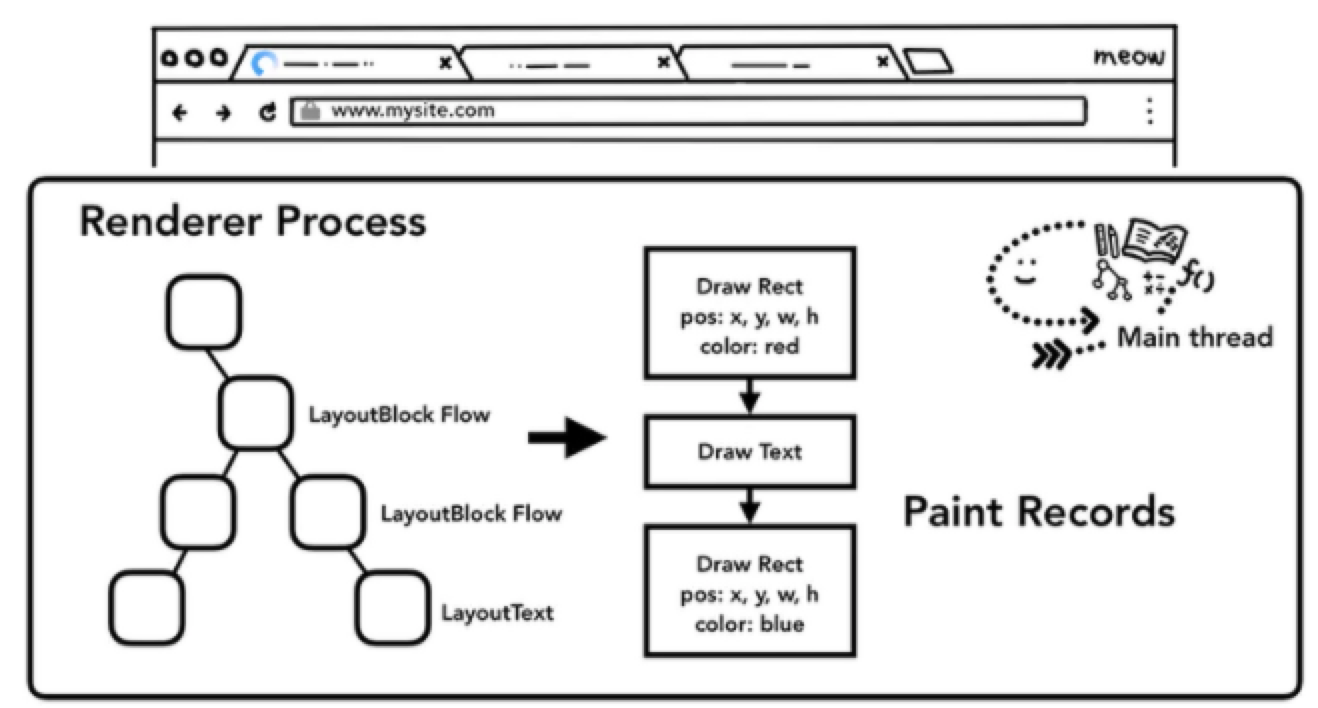 meow
www.mysite.com
Renderer Process
LayoutBlock Flow
LayoutBlock Flow
LayoutText
Draw Rect
pos: x, y, w, h
color: red
Draw Text
Draw Rect
pos: x, y, w, h
color: blue
f()
Main thread
Paint Records